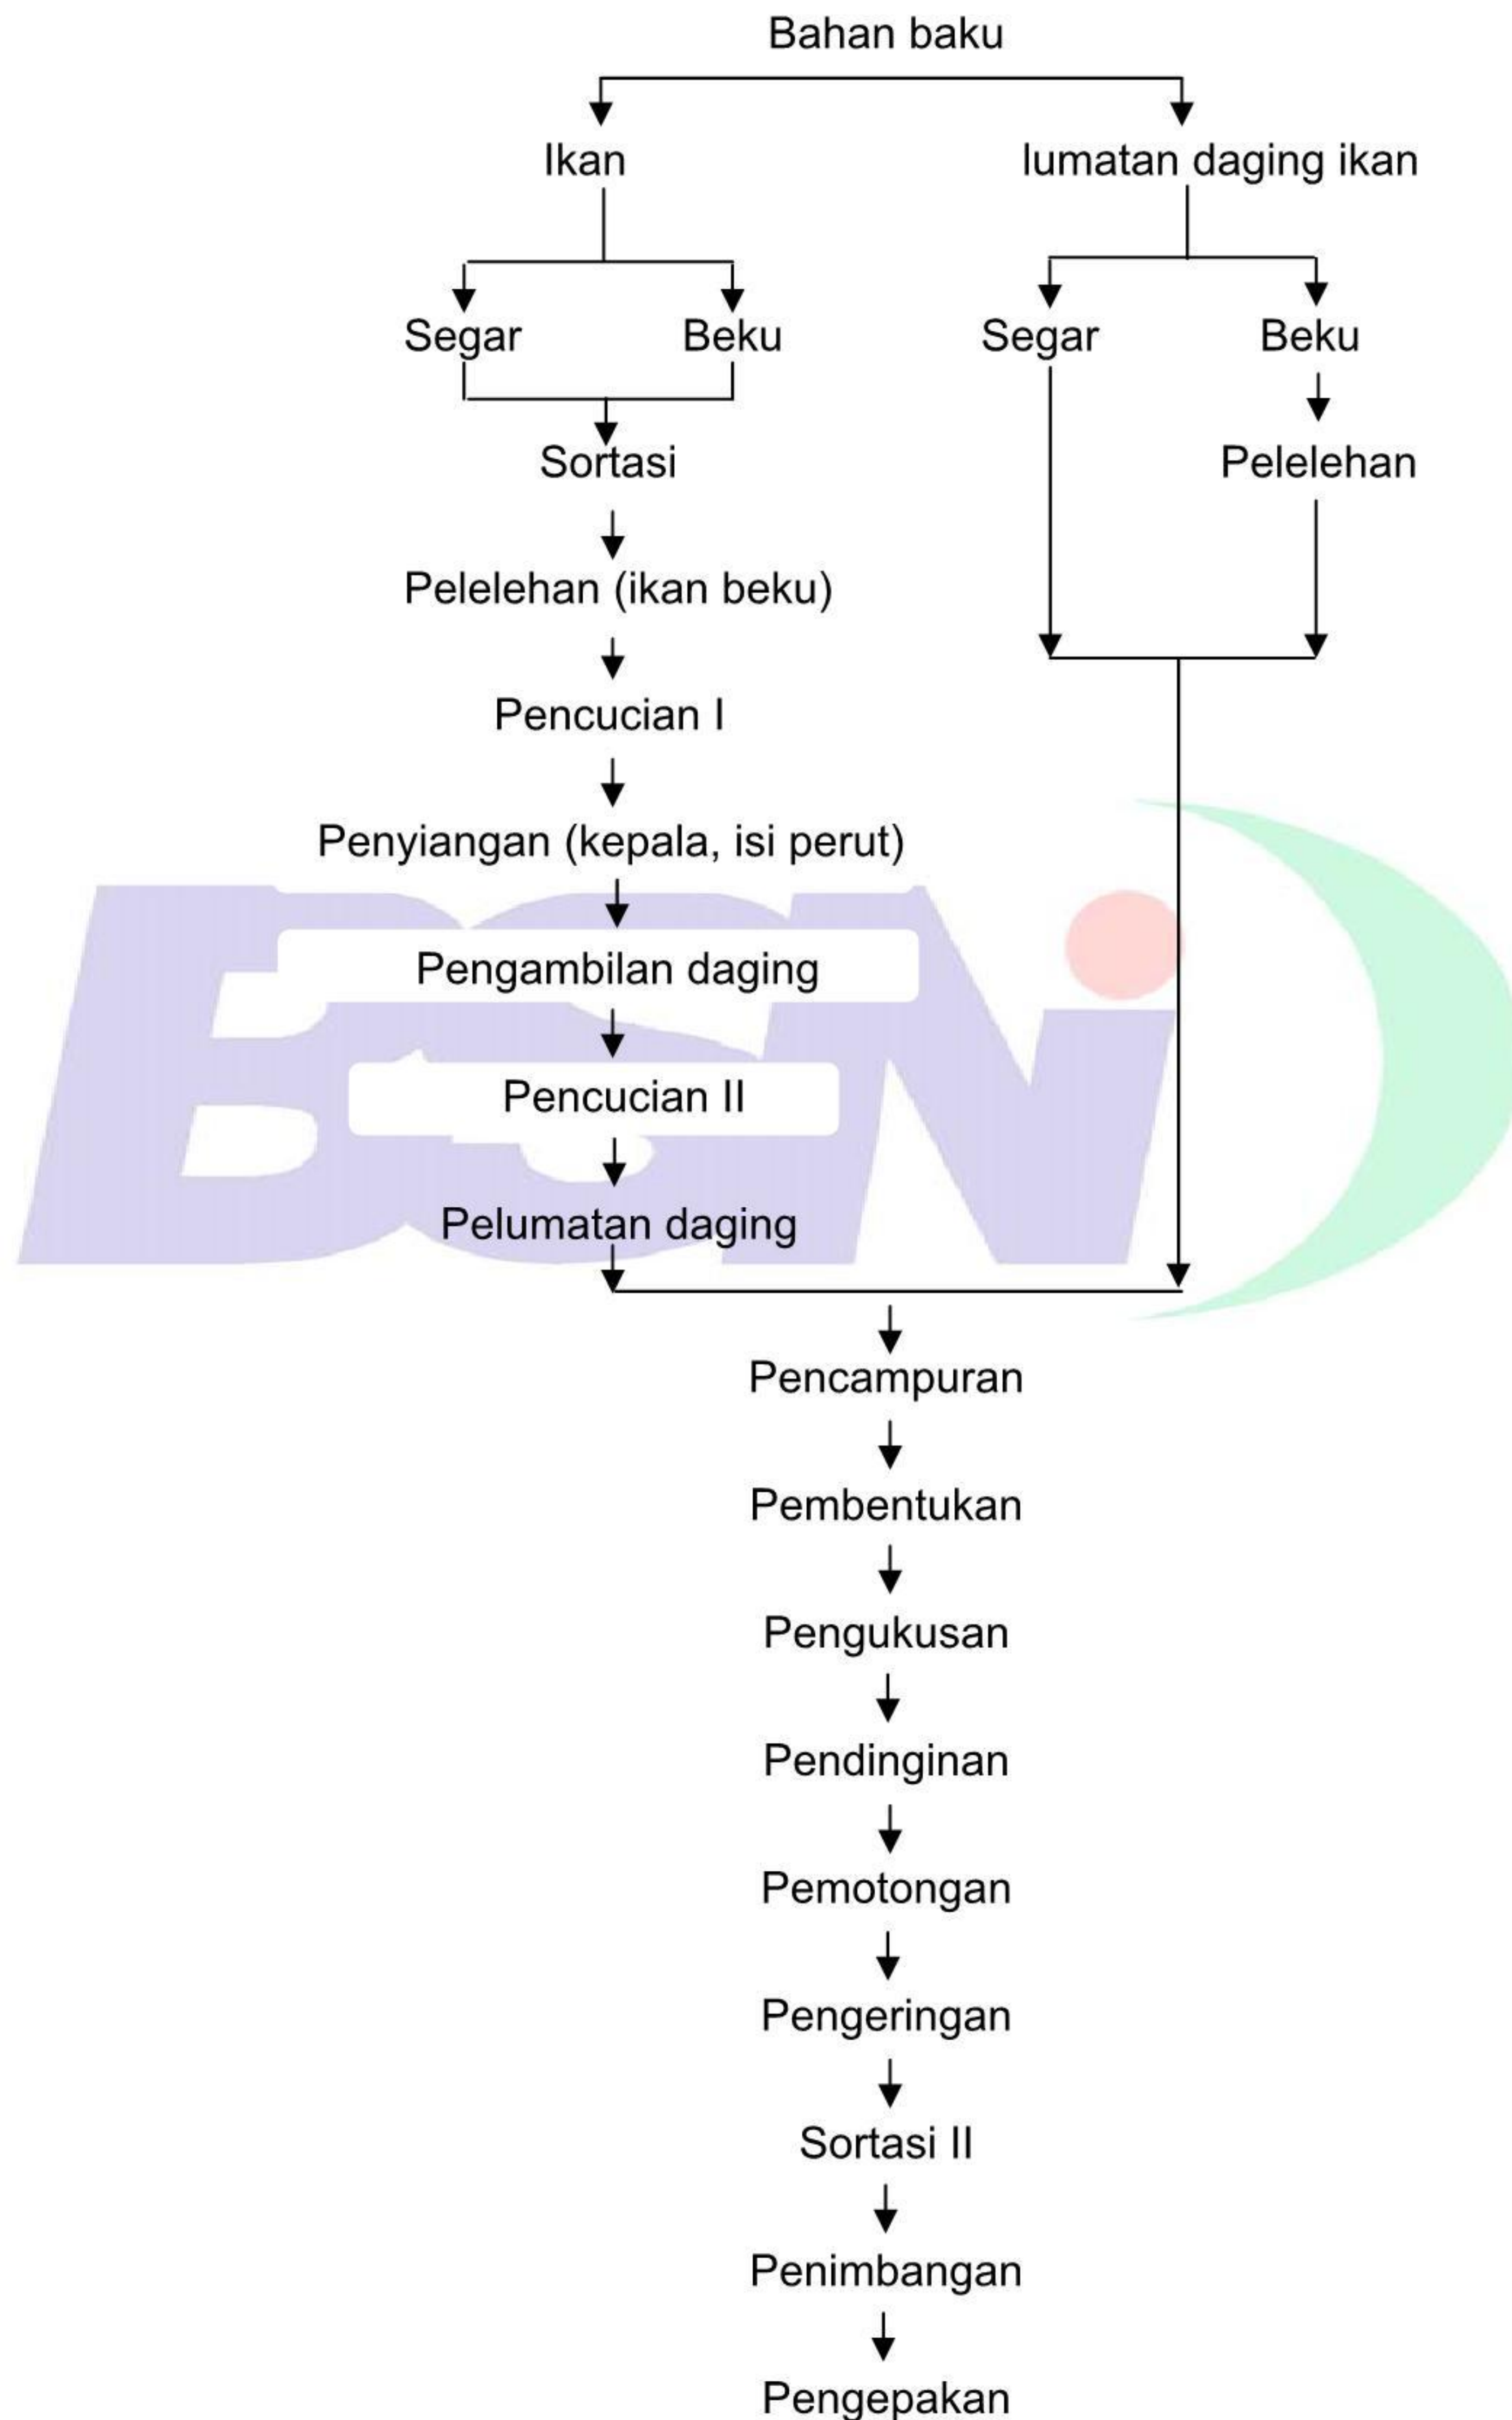 Bahan baku
Ikan
lumatan daging ikan
Segar
Beku
Segar
Beku
Sortasi
Pelelehan
Pelelehan (ikan beku)
Pencucian I
Penyiangan (kepala, isi perut)
Pengambilan daging
Pencucian II
Pelumatan daging
BSN
Pencampuran
Pembentukan
Pengukusan
Pendinginan
Pemotongan
Pengeringan
Sortasi II
Penimbangan
Pengepakan